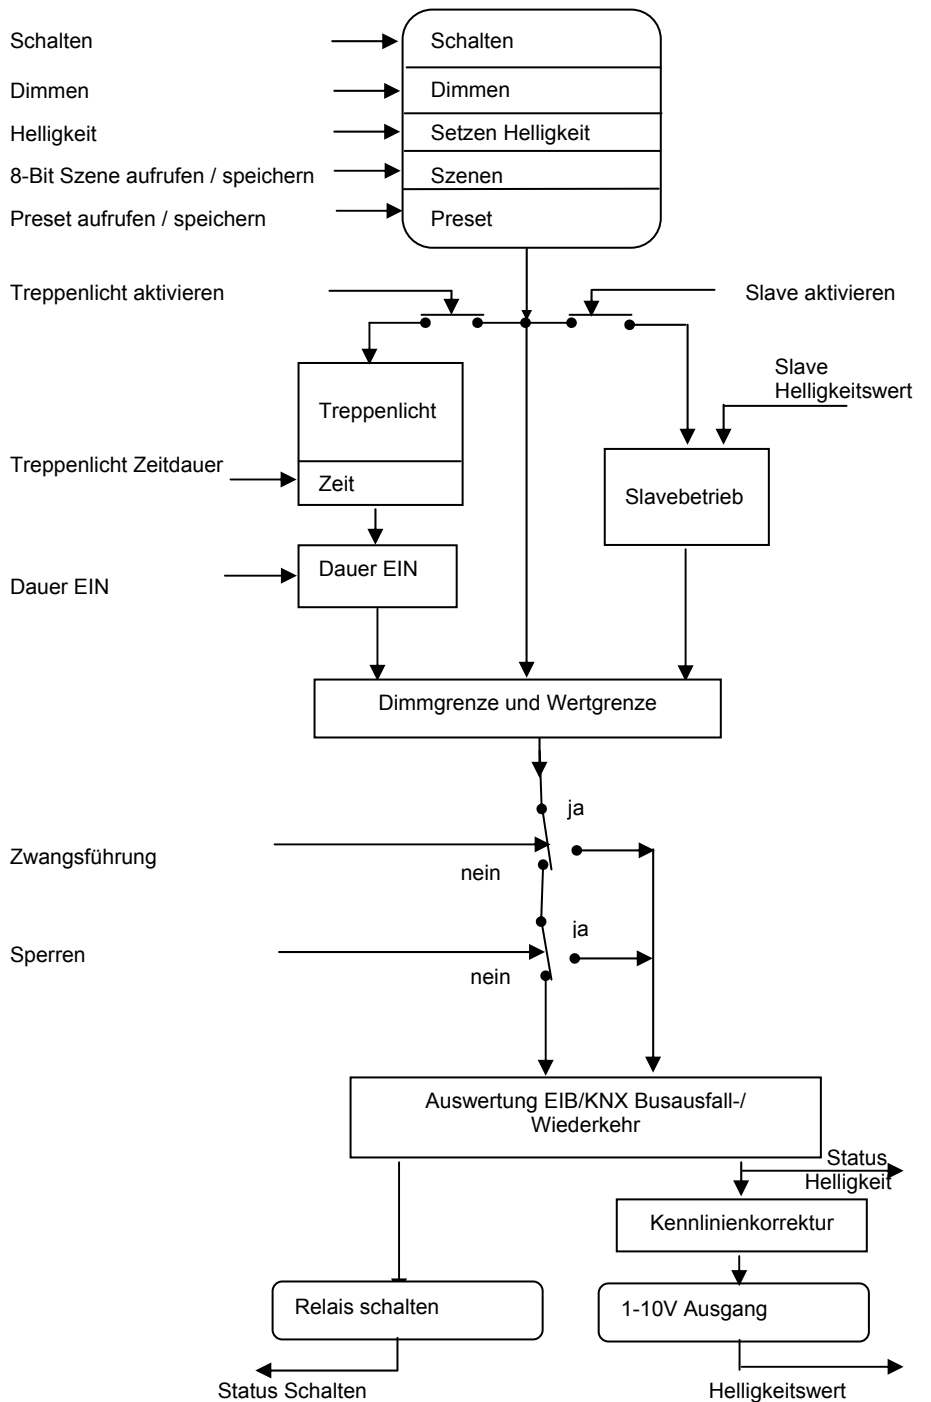 Schalten
Schalten
Dimmen
Dimmen
Helligkeit
Setzen Helligkeit
8-Bit Szene aufrufen / speichern
Szenen
Preset aufrufen / speichern
Preset
Treppenlicht aktivieren
Slave aktivieren
Slave
Helligkeitswert
Treppenlicht
Treppenlicht Zeitdauer
Zeit
Slavebetrieb
Dauer EIN
Dauer EIN
Dimmgrenze und Wertgrenze
ja
Zwangsführung
nein
ja
Sperren
nein
Auswertung EIB/KNX Busausfall-/
Wiederkehr
Status
Helligkeit
Kennlinienkorrektur
Relais schalten
1-10V Ausgang
Status Schalten
Helligkeitswert